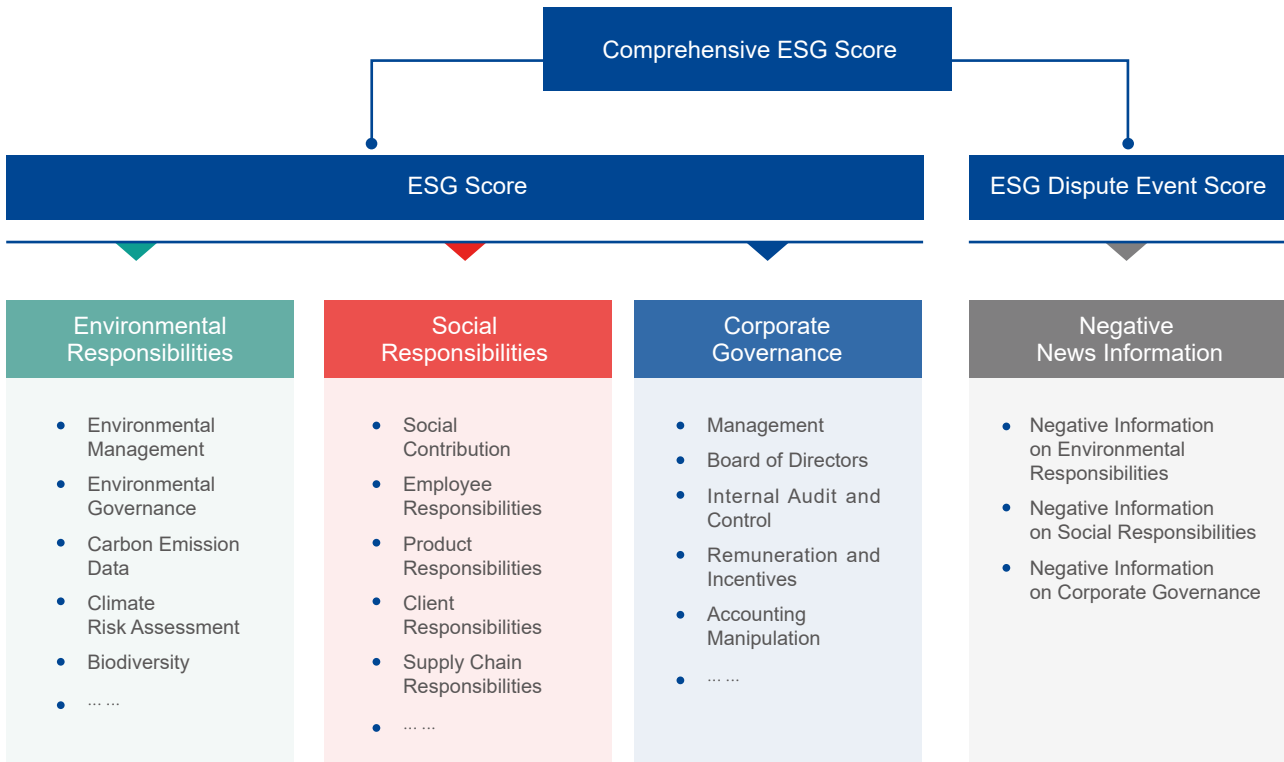 Comprehensive ESG Score
ESG Score
ESG Dispute Event Score
Environmental
Responsibilities
Environmental
Management
Environmental
Governance
Carbon Emission
Data
Climate
Risk Assessment
Biodiversity
... ...
Social
Responsibilities
Social
Contribution
Employee
Responsibilities
Product
Responsibilities
Client
Responsibilities
Supply Chain
Responsibilities
... ...
Corporate
Governance
Management
Board of Directors
Internal Audit and
Control
Remuneration and
Incentives
Accounting
Manipulation
... ...
Negative
News Information
Negative Information
on Environmental
Responsibilities
Negative Information
on Social Responsibilities
Negative Information
on Corporate Governance